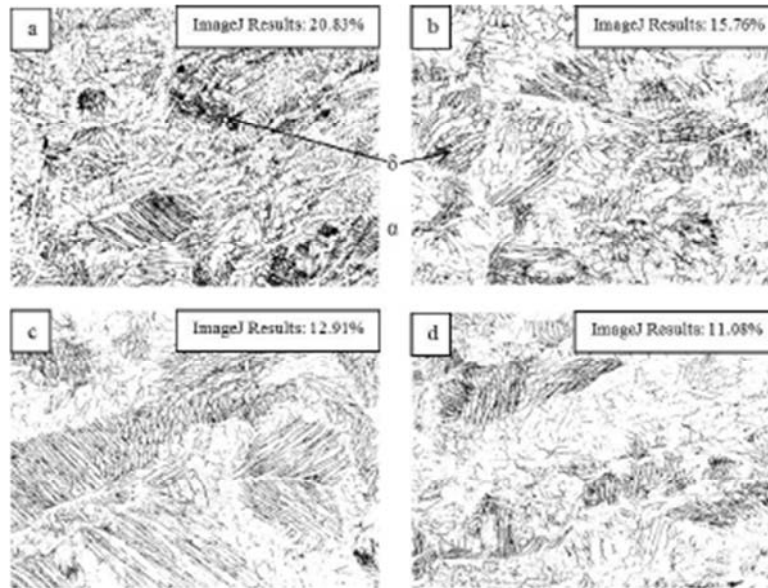 a
ImageJ Results: 20.83%
b
ImageJ Results: 15.76%
δ
α
c
ImageJ Results: 12.91%
d
ImageJ Results: 11.08%